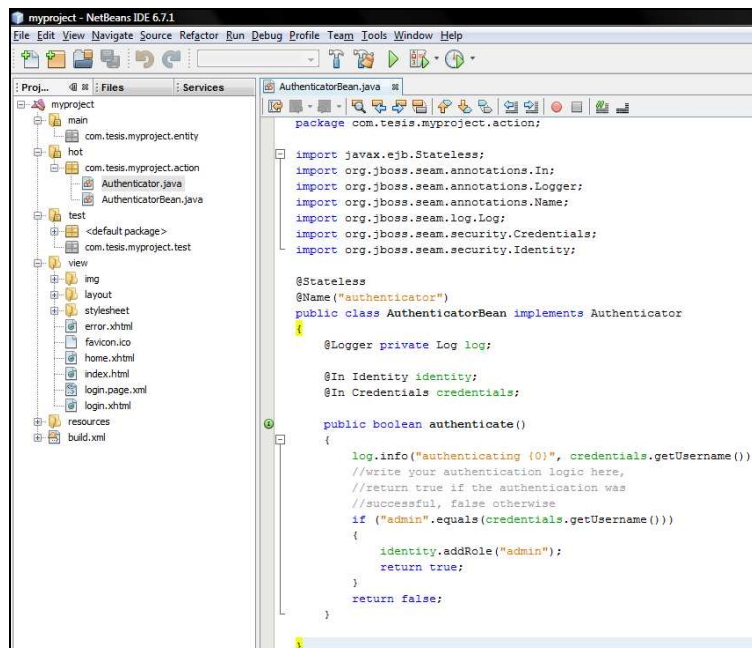 myproject - NetBeans IDE 6.7.1
File Edit View Navigate Source Refactor Run Debug Profile Team Tools Window Help
Proj... Files Services
myproject
main
com.tesis.myproject.entity
hot
com.tesis.myproject.action
Authenticator.java
AuthenticatorBean.java
test
<default package>
com.tesis.myproject.test
view
img
layout
stylesheet
error.xhtml
favicon.ico
home.xhtml
index.html
login.page.xml
login.xhtml
resources
build.xml
AuthenticatorBean.java
package com.tesis.myproject.action;
import javax.ejb.Stateless;
import org.jboss.seam.annotations.In;
import org.jboss.seam.annotations.Logger;
import org.jboss.seam.annotations.Name;
import org.jboss.seam.log.Log;
import org.jboss.seam.security.Credentials;
import org.jboss.seam.security.Identity;
@Stateless
@Name("authenticator")
public class AuthenticatorBean implements Authenticator
{
@Logger private Log log;
@In Identity identity;
@In Credentials credentials;
public boolean authenticate()
{
log.info("authenticating {0}", credentials.getUsername())
//write your authentication logic here,
//return true if the authentication was
//successful, false otherwise
if ("admin".equals(credentials.getUsername()))
{
identity.addRole("admin");
return true;
}
return false;
}
}